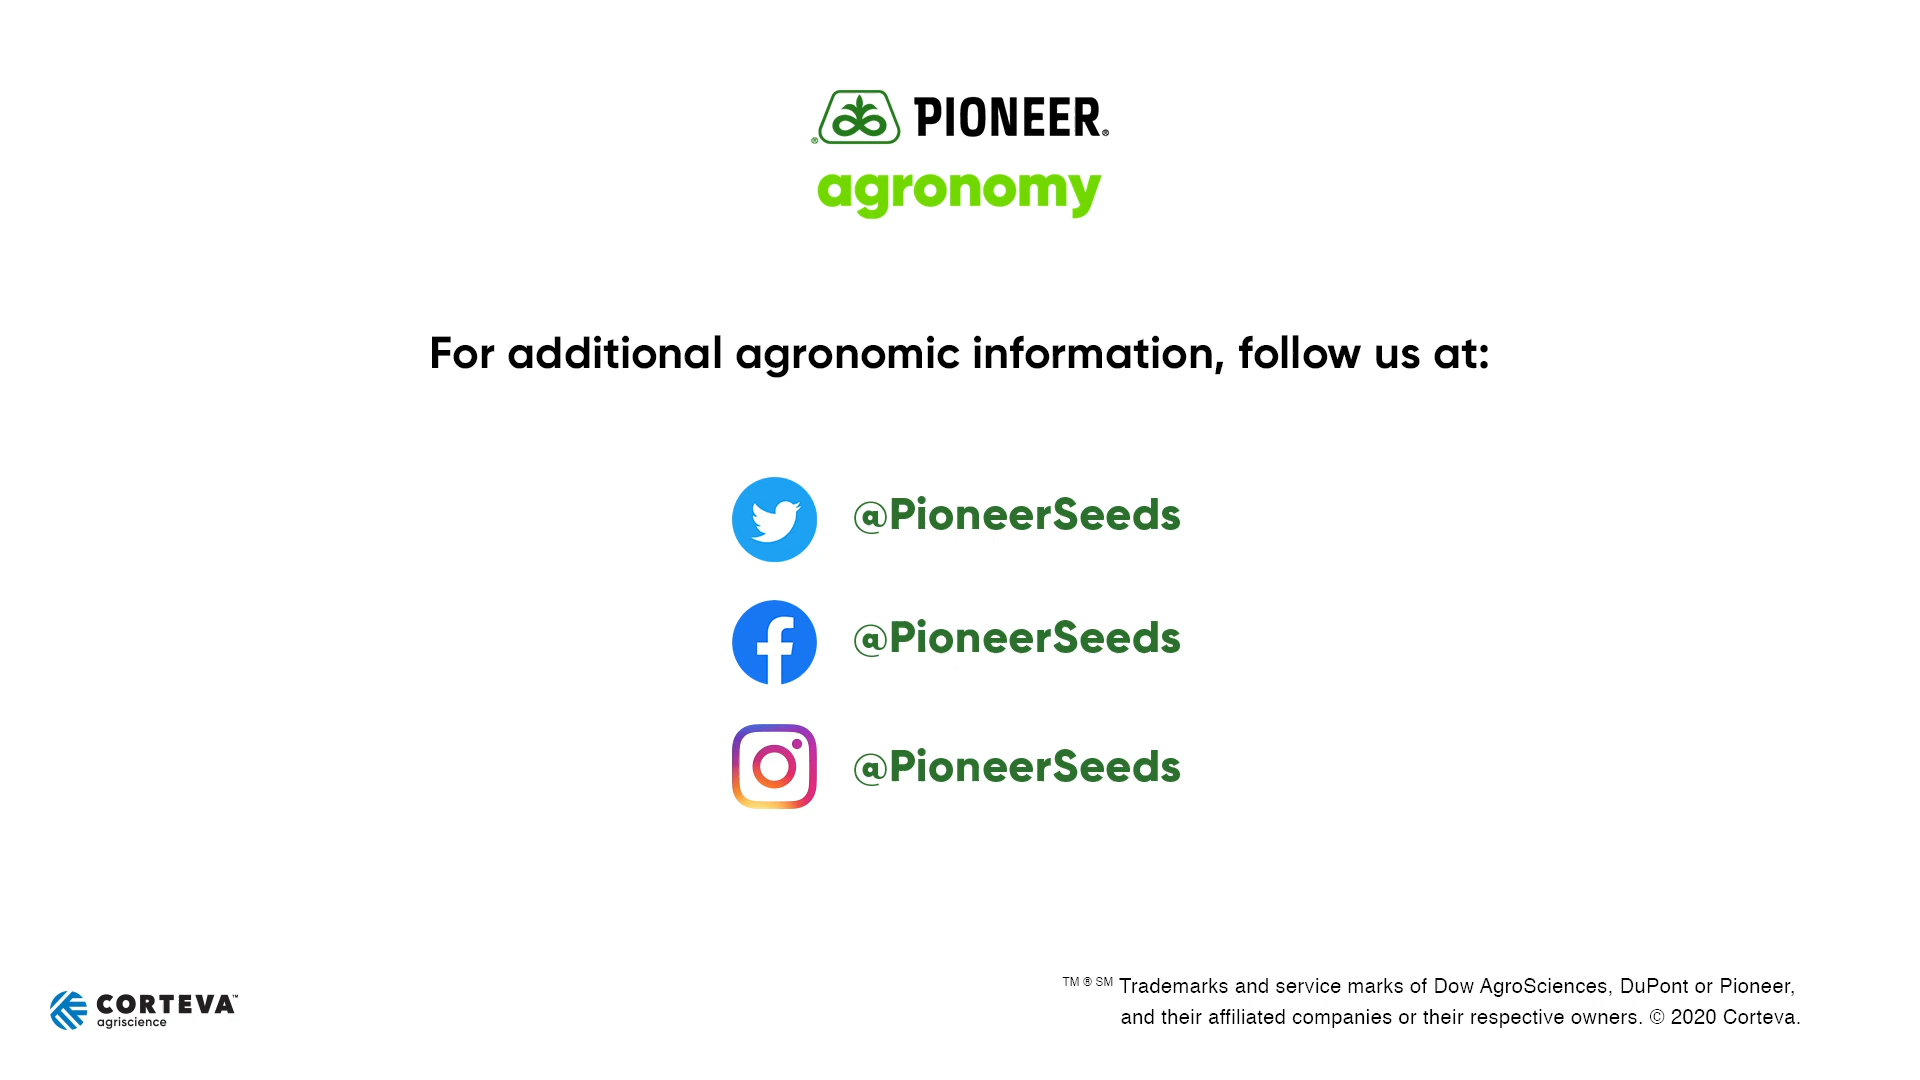 PIONEER®
agronomy
For additional agronomic information, follow us at:
@PioneerSeeds
@PioneerSeeds
@PioneerSeeds
CORTEVA™
agriscience
TM ® SM Trademarks and service marks of Dow AgroSciences, DuPont or Pioneer,
and their affiliated companies or their respective owners. © 2020 Corteva.